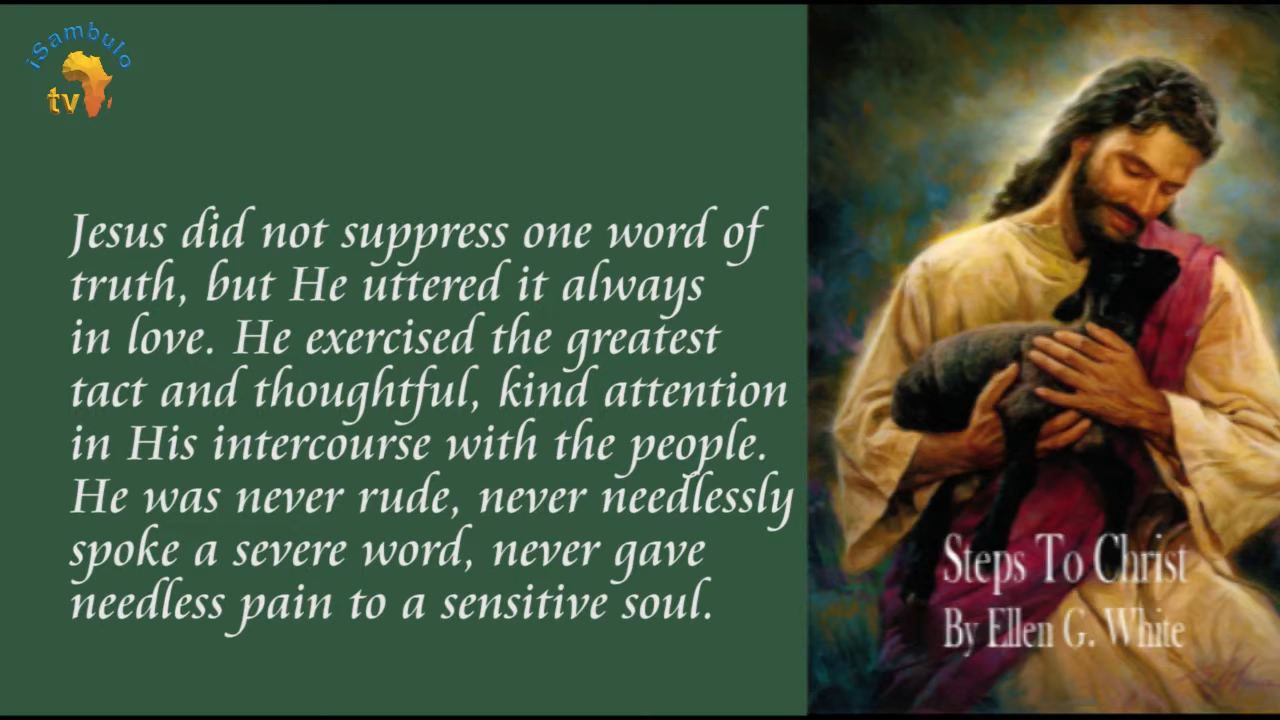 iSambulo
tv
Jesus did not suppress one word of
truth, but He uttered it always
in love. He exercised the greatest
tact and thoughtful, kind attention
in His intercourse with the people.
He was never rude, never needlessly
spoke a severe word, never gave
needless pain to a sensitive soul.
Steps To Christ
By Ellen G. White